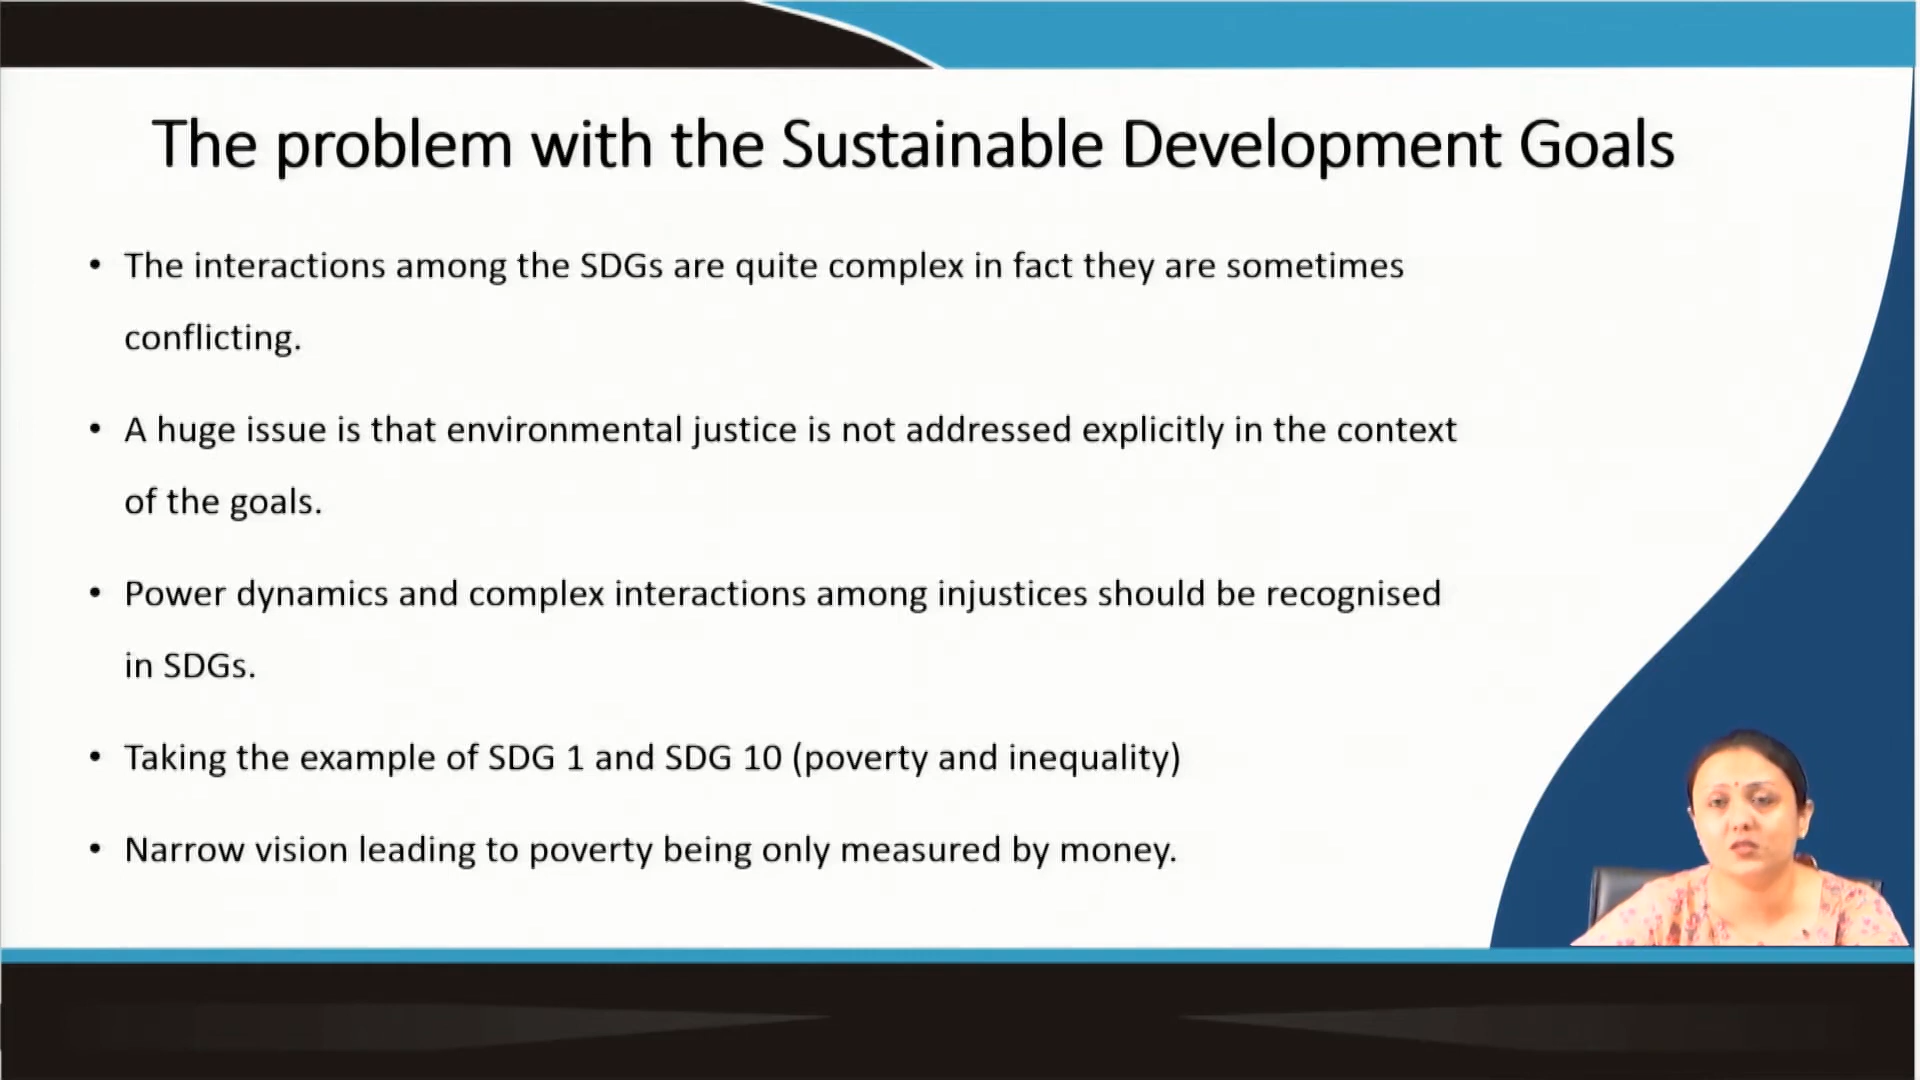 The problem with the Sustainable Development Goals
• The interactions among the SDGs are quite complex in fact they are sometimes
conflicting.
• A huge issue is that environmental justice is not addressed explicitly in the context
of the goals.
• Power dynamics and complex interactions among injustices should be recognised
in SDGs.
• Taking the example of SDG 1 and SDG 10 (poverty and inequality)
• Narrow vision leading to poverty being only measured by money.